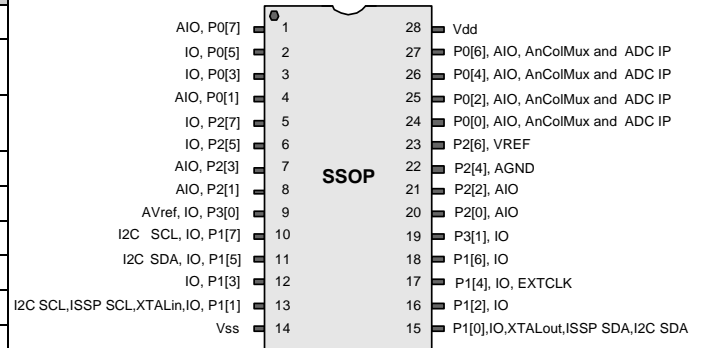 AIO, P0[7] 1 28 Vdd
IO, P0[5] 2 27 P0[6], AIO, AnColMux and ADC IP
IO, P0[3] 3 26 P0[4], AIO, AnColMux and ADC IP
AIO, P0[1] 4 25 P0[2], AIO, AnColMux and ADC IP
IO, P2[7] 5 24 P0[0], AIO, AnColMux and ADC IP
IO, P2[5] 6 23 P2[6], VREF
AIO, P2[3] 7 SSOP 22 P2[4], AGND
AIO, P2[1] 8 21 P2[2], AIO
AVref, IO, P3[0] 9 20 P2[0], AIO
I2C SCL, IO, P1[7] 10 19 P3[1], IO
I2C SDA, IO, P1[5] 11 18 P1[6], IO
IO, P1[3] 12 17 P1[4], IO, EXTCLK
I2C SCL,ISSP SCL,XTALin,IO, P1[1] 13 16 P1[2], IO
Vss 14 15 P1[0],IO,XTALout,ISSP SDA,I2C SDA